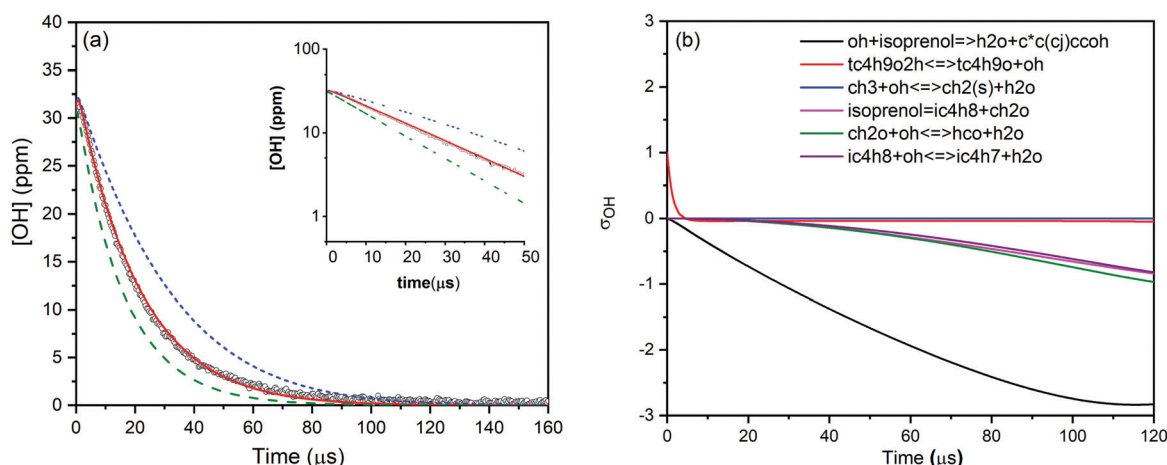 (a)
[OH] (ppm)
40
35
30
25
20
15
10
5
0
0 20 40 60 80 100 120 140 160
Time (μs)
[OH] (ppm)
100
10
1
0 10 20 30 40 50
time(μs)
(b)
oh+isoprenol=>h2o+c*c(cj)ccoh
tc4h9o2h<=>tc4h9o+oh
ch3+oh<=>ch2(s)+h2o
isoprenol=ic4h8+ch2o
ch2o+oh<=>hco+h2o
ic4h8+oh<=>ic4h7+h2o
σOH
3
2
1
0
-1
-2
-3
0 20 40 60 80 100 120
Time (μs)